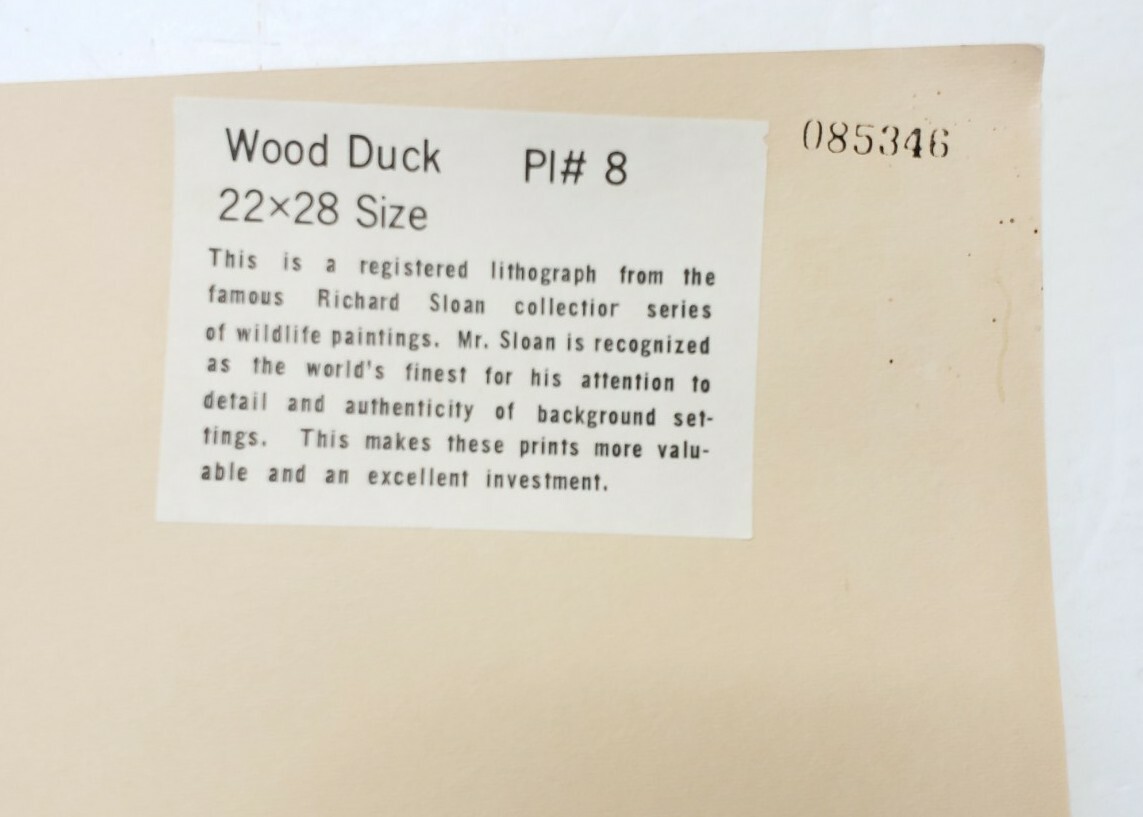 Wood Duck Pl# 8
085346
22×28 Size
This is a registered lithograph from the
famous Richard Sloan collectior series
of wildlife paintings. Mr. Sloan is recognized
as the world's finest for his attention to
detail and authenticity of background set-
tings. This makes these prints more valu-
able and an excellent investment.